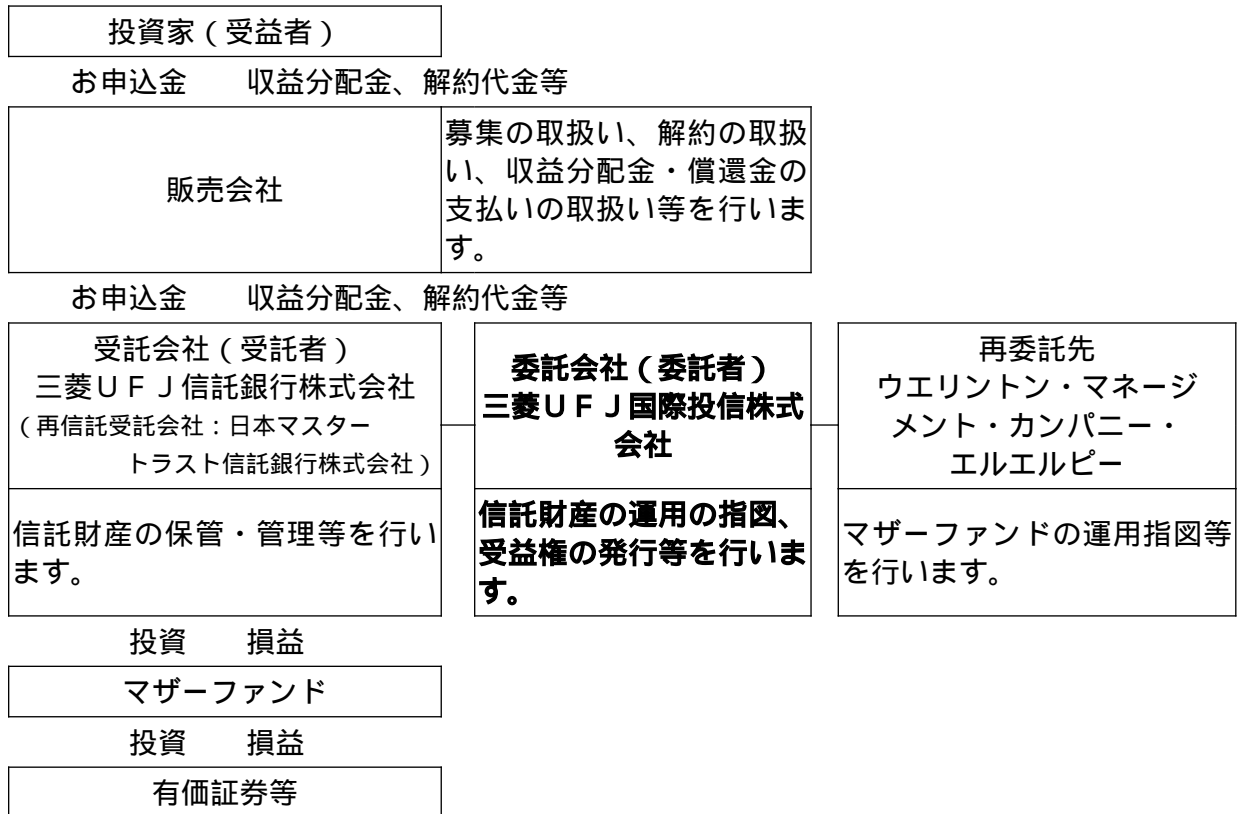 投資家（受益者）
お申込金　　収益分配金、解約代金等
販売会社
募集の取扱い、解約の取扱
い、収益分配金・償還金の
支払いの取扱い等を行いま
す。
お申込金　　収益分配金、解約代金等
受託会社（受託者）
三菱ＵＦＪ信託銀行株式会社
（再信託受託会社：日本マスター
トラスト信託銀行株式会社）
委託会社（委託者）
三菱ＵＦＪ国際投信株式
会社
再委託先
ウエリントン・マネージ
メント・カンパニー・
エルエルピー
信託財産の保管・管理等を行い
ます。
信託財産の運用の指図、
受益権の発行等を行いま
す。
マザーファンドの運用指図等
を行います。
投資　　損益
マザーファンド
投資　　損益
有価証券等